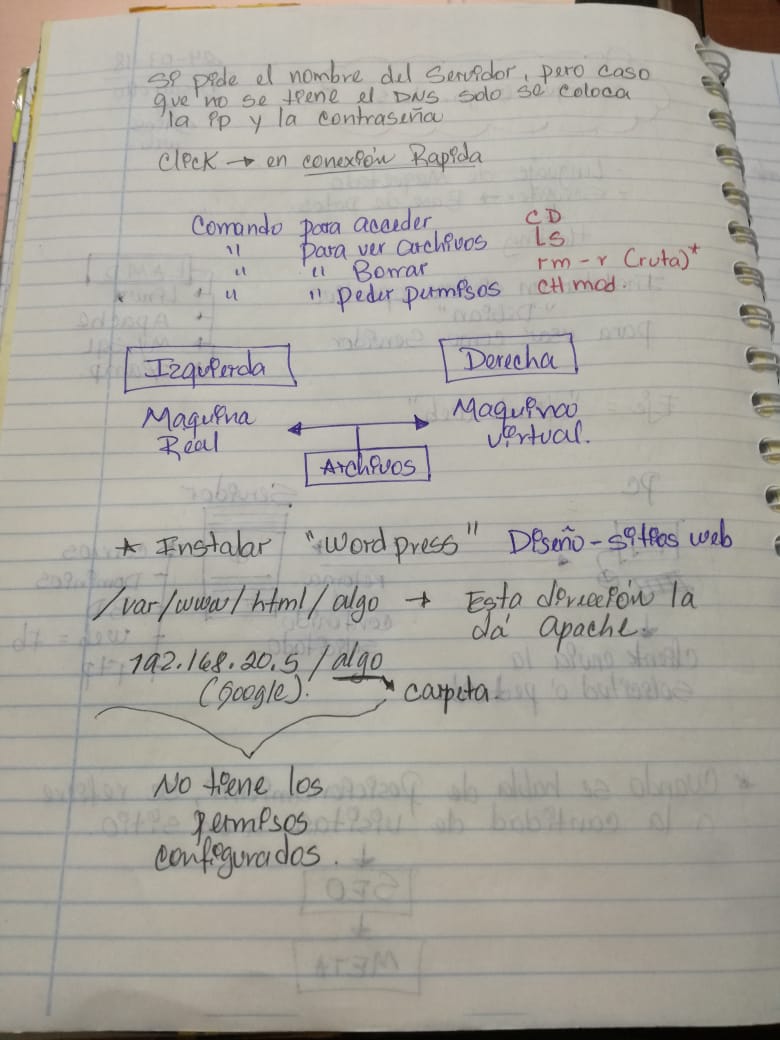 si pide el nombre del Servidor, pero caso
que no se tiene el DNS solo se coloca
la ip y la contraseña
Click → en conexión Rapida
Comando para acceder CD
" para ver archivos LS
" " Borrar rm -r (ruta)*
" " peder permisos CHmod.
Izquierda Derecha
Maquina Real
Maquina virtual.
Archivos
* Instalar "wordpress" Diseño - sitios web
/var/www/html/algo → Esta dirección la
dá apache.
192.168.20.5/algo
(Google). carpeta.
No tiene los
permisos
configurados.